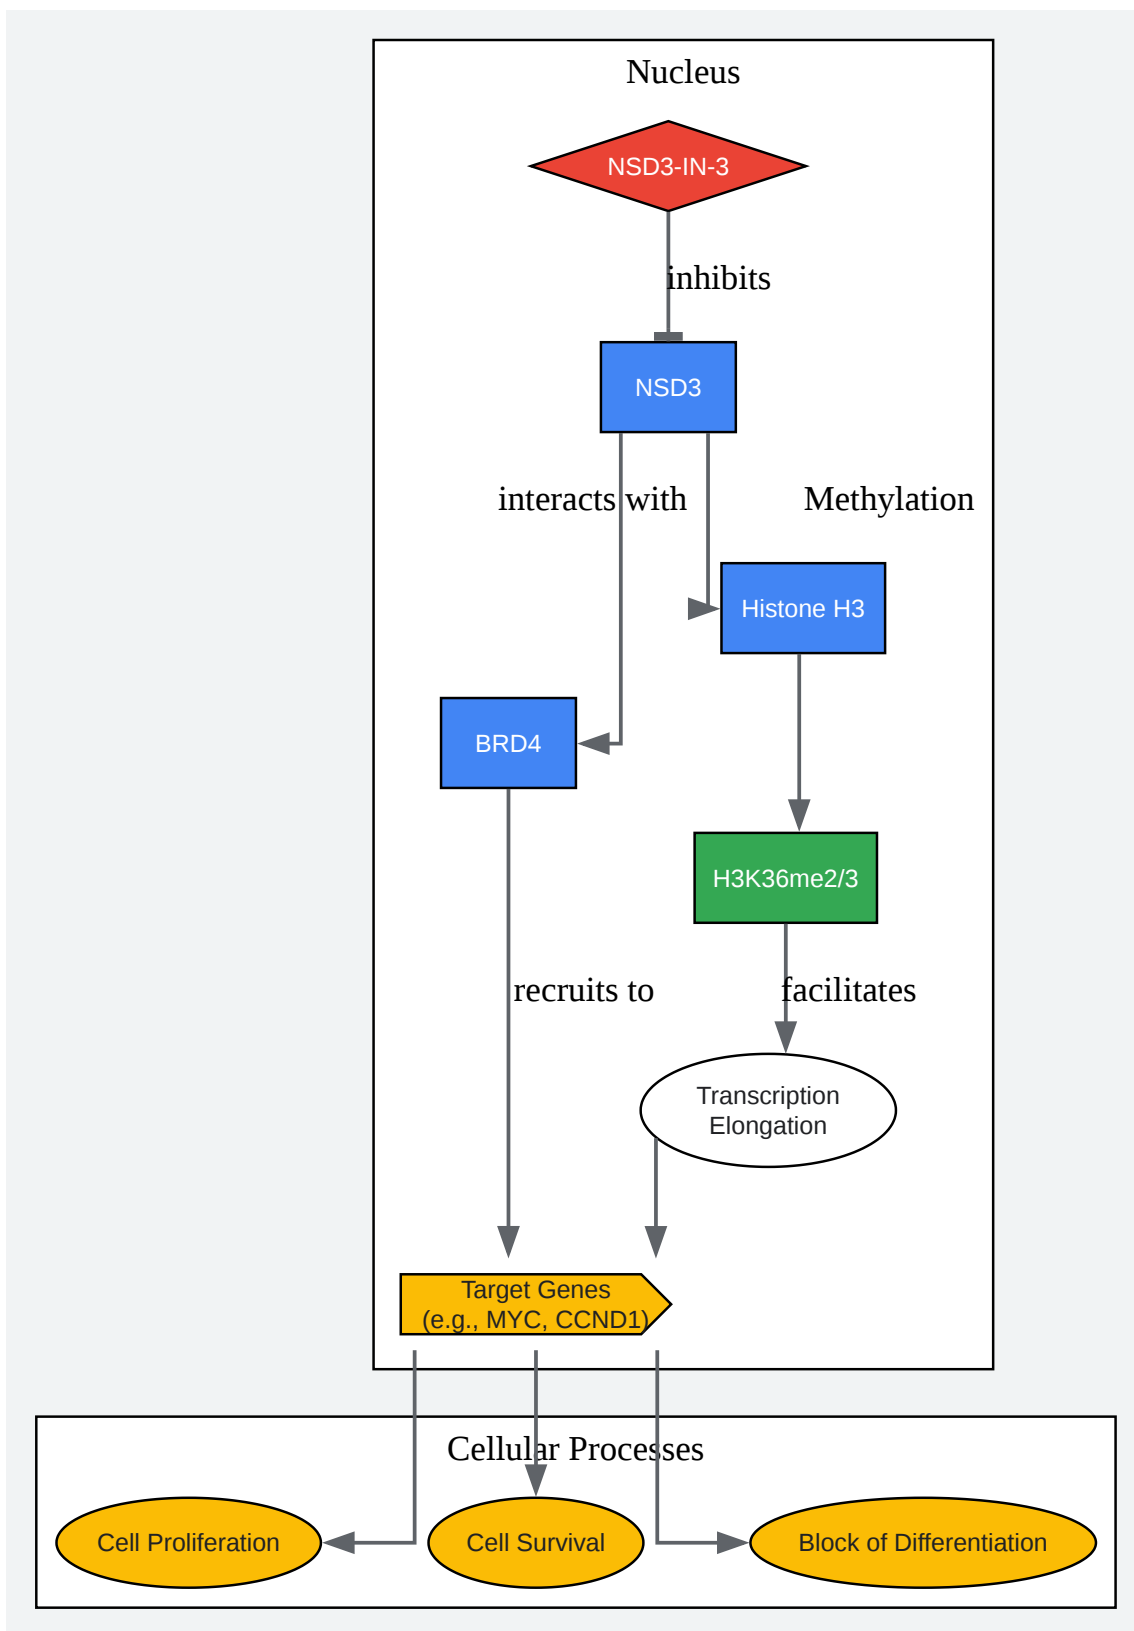 Nucleus
NSD3-IN-3
inhibits
NSD3
interacts with
Methylation
Histone H3
BRD4
H3K36me2/3
recruits to
facilitates
Transcription
Elongation
Target Genes
(e.g., MYC, CCND1)
Cellular Processes
Cell Proliferation
Cell Survival
Block of Differentiation